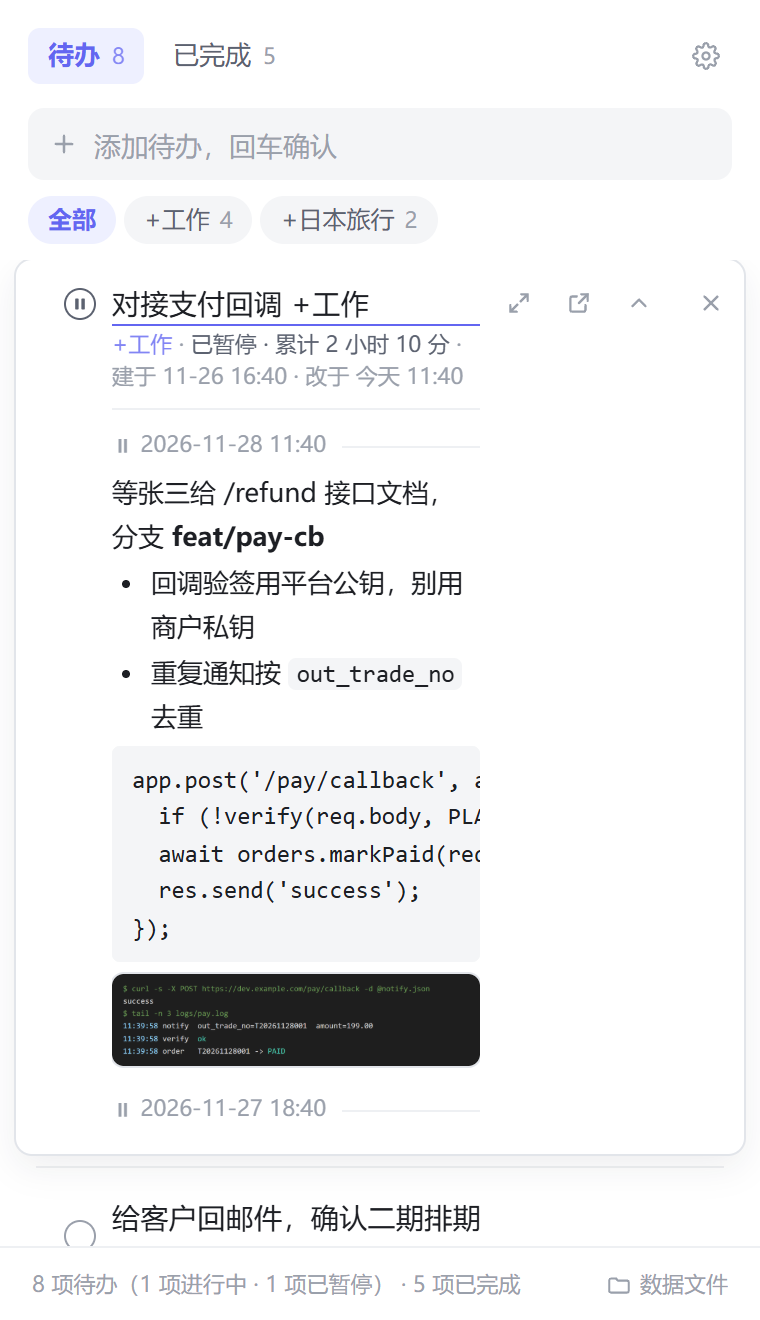 待办 8 已完成 5
+ 添加待办，回车确认
全部 +工作 4 +日本旅行 2
对接支付回调 +工作
+工作 · 已暂停 · 累计 2 小时 10 分 ·
建于 11-26 16:40 · 改于 今天 11:40
2026-11-28 11:40
等张三给 /refund 接口文档，
分支 feat/pay-cb
• 回调验签用平台公钥，别用
商户私钥
• 重复通知按 out_trade_no
去重
app.post('/pay/callback', a
if (!verify(req.body, PLA
await orders.markPaid(req
res.send('success');
});
$ curl -s -X POST https://dev.example.com/pay/callback -d @notify.json
success
$ tail -n 3 logs/pay.log
11:39:58 notify out_trade_no=T20261128001 amount=199.00
11:39:58 verify ok
11:39:58 order T20261128001 -> PAID
2026-11-27 18:40
给客户回邮件，确认二期排期
8 项待办（1 项进行中 · 1 项已暂停） · 5 项已完成 数据文件